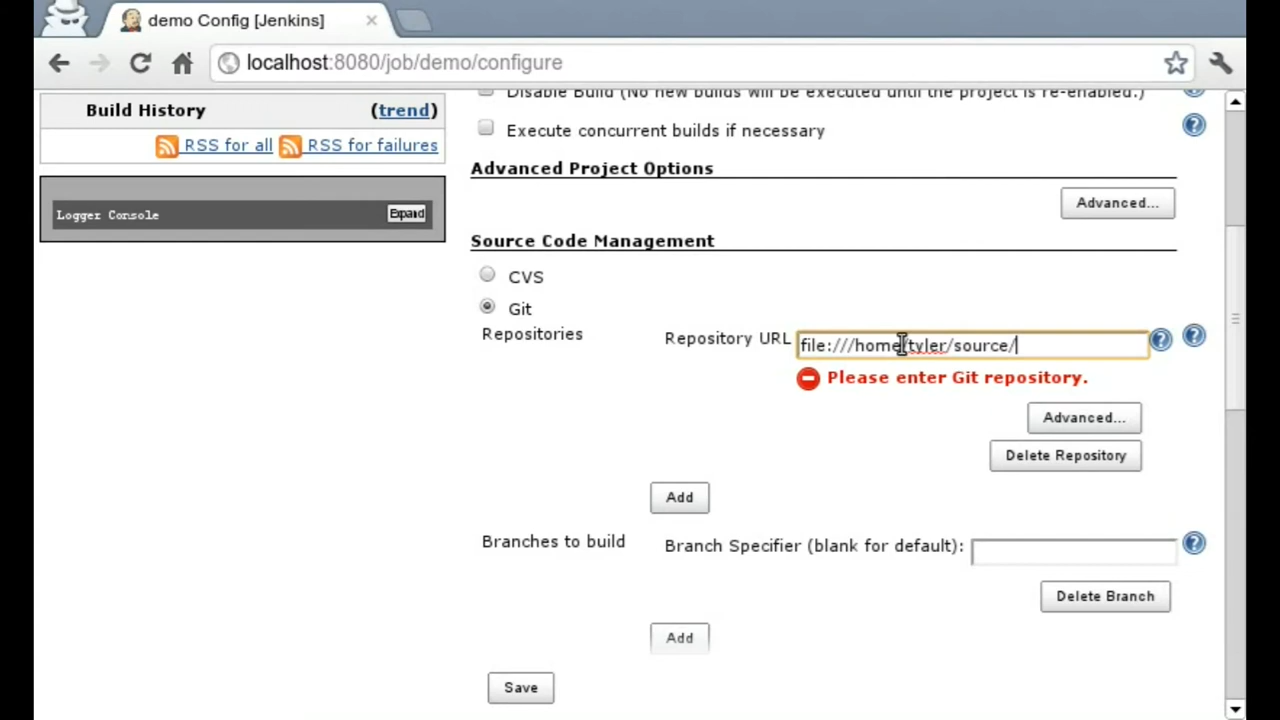 demo Config [Jenkins]
localhost:8080/job/demo/configure
Build History (trend)
RSS for all RSS for failures
Logger Console Expand
Disable Build (No new builds will be executed until the project is re-enabled.)
Execute concurrent builds if necessary
Advanced Project Options
Advanced...
Source Code Management
CVS
Git
Repositories
Repository URL file:///home/tyler/source/
Please enter Git repository.
Advanced...
Delete Repository
Add
Branches to build Branch Specifier (blank for default):
Delete Branch
Add
Save